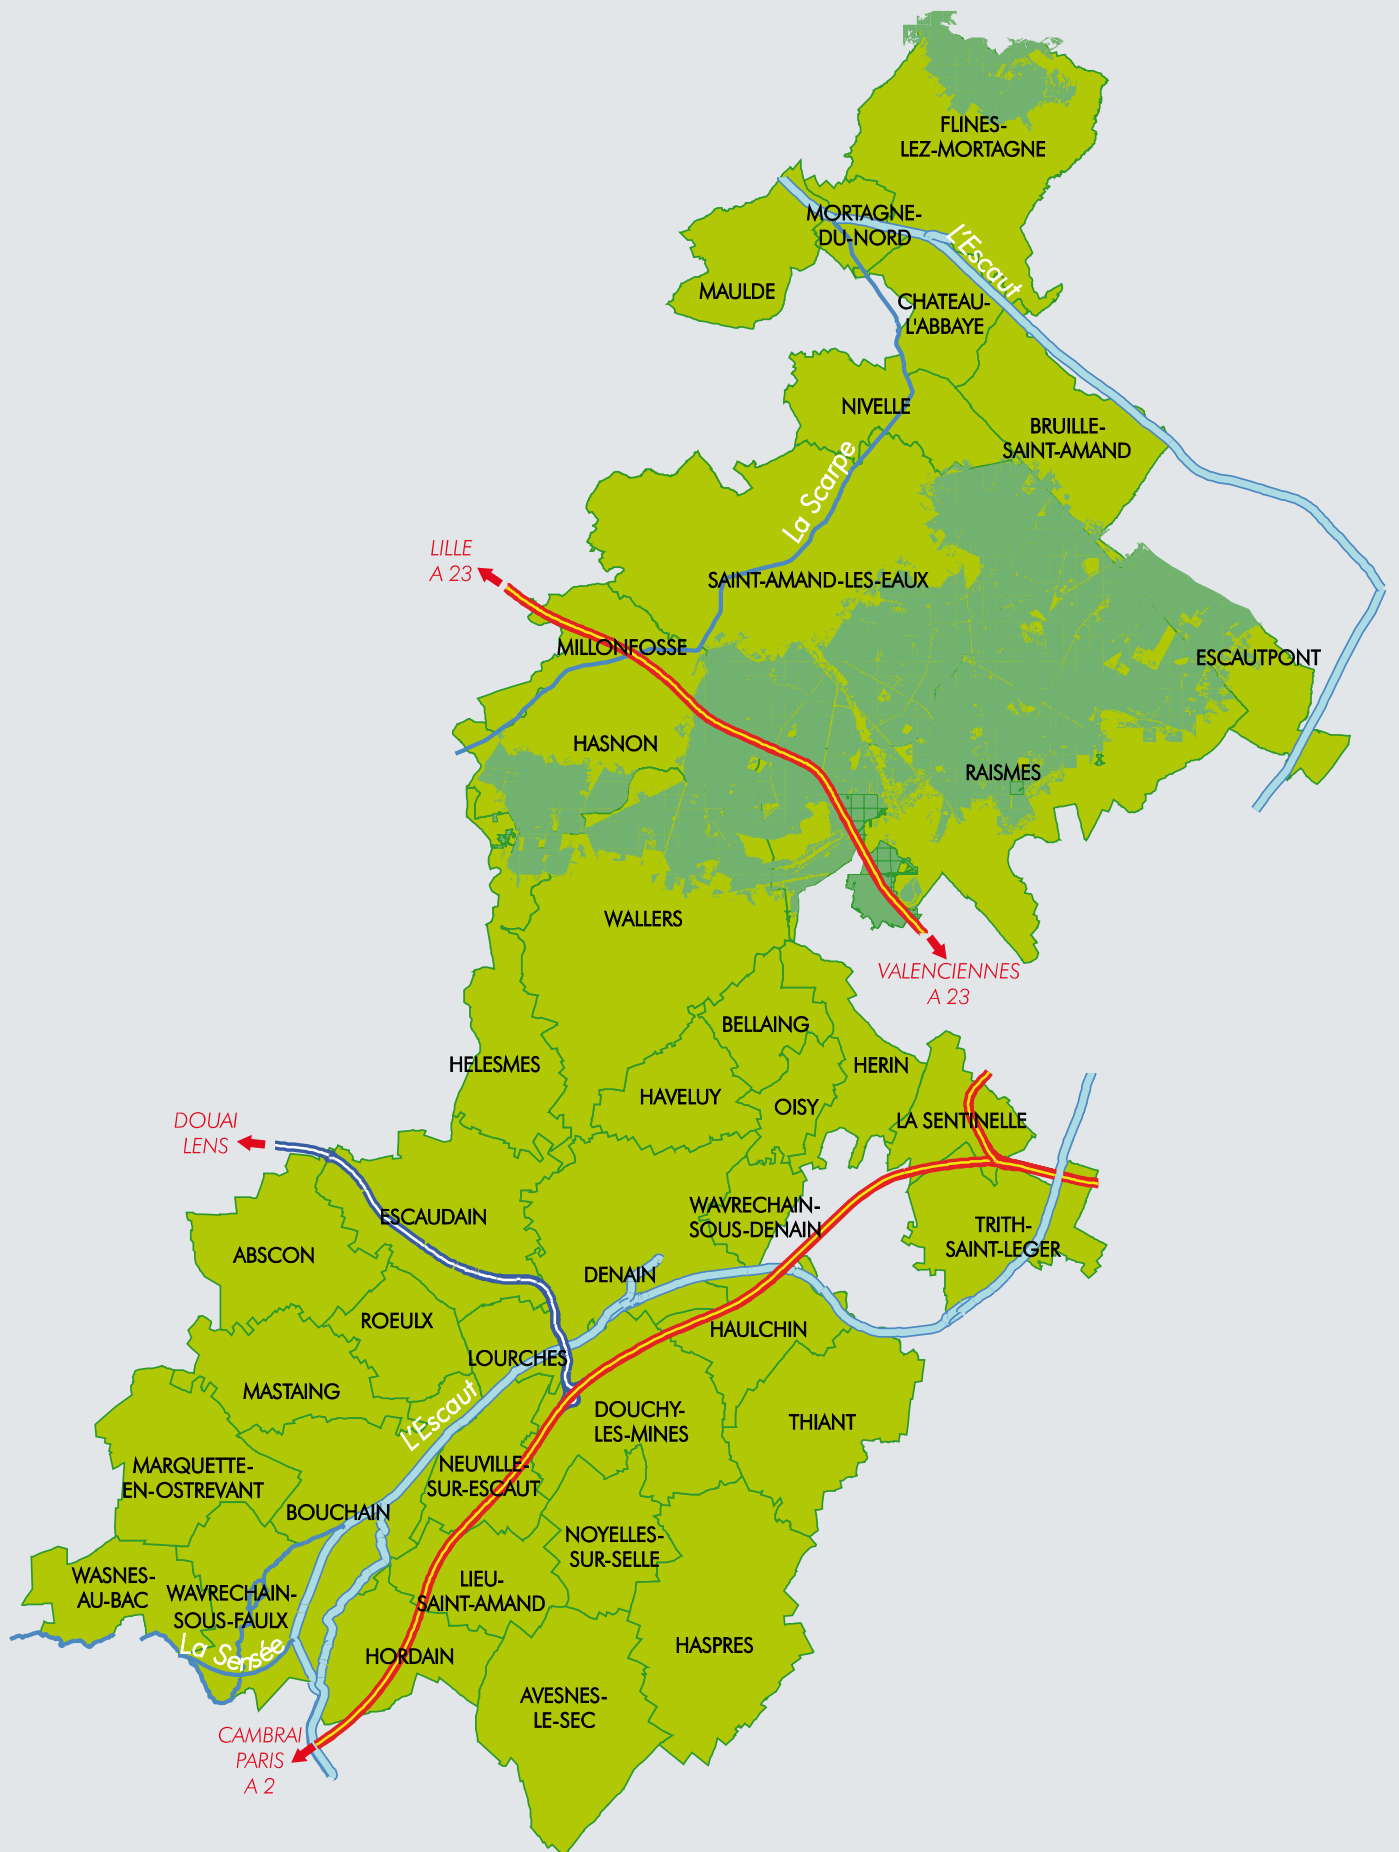 FLINES-
LEZ-MORTAGNE
MORTAGNE-
DU-NORD
L'Escaut
MAULDE
CHATEAU-
L'ABBAYE
NIVELLE
BRUILLE-
SAINT-AMAND
La Scarpe
LILLE
A 23
SAINT-AMAND-LES-EAUX
MILLONFOSSE
ESCAUTPONT
HASNON
RAISMES
WALLERS
VALENCIENNES
A 23
BELLAING
HELESMES
HERIN
HAVELUY
OISY
LA SENTINELLE
DOUAI
LENS
WAVRECHAIN-
SOUS-DENAIN
ESCAUDAIN
TRITH-
SAINT-LEGER
ABSCON
DENAIN
ROEULX
HAULCHIN
LOURCHES
MASTAING
L'Escaut
DOUCHY-
LES-MINES
THIANT
MARQUETTE-
EN-OSTREVANT
NEUVILLE-
SUR-ESCAUT
BOUCHAIN
NOYELLES-
SUR-SELLE
WASNES-
AU-BAC
WAVRECHAIN-
SOUS-FAULX
LIEU-
SAINT-AMAND
La Sensée
HORDAIN
HASPRES
AVESNES-
LE-SEC
CAMBRAI
PARIS
A 2